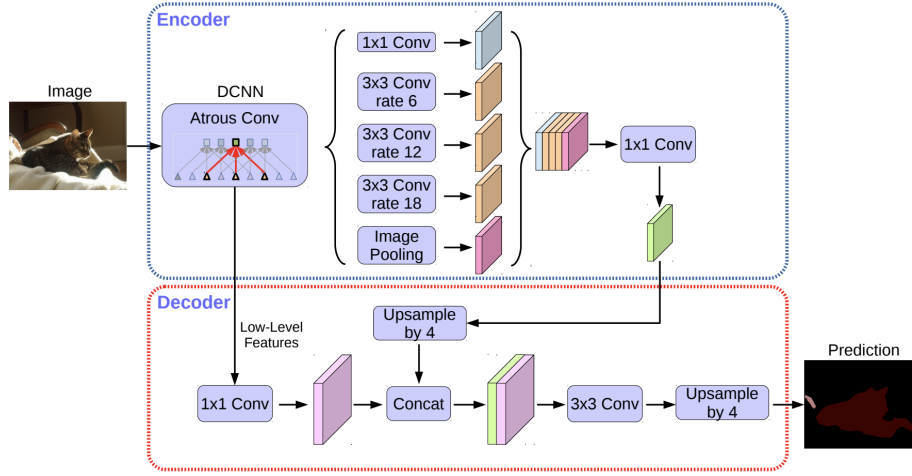 Encoder
Image
DCNN
Atrous Conv
1x1 Conv
3x3 Conv
rate 6
3x3 Conv
rate 12
3x3 Conv
rate 18
Image
Pooling
1x1 Conv
Decoder
Low-Level
Features
Upsample
by 4
1x1 Conv
Concat
3x3 Conv
Upsample
by 4
Prediction